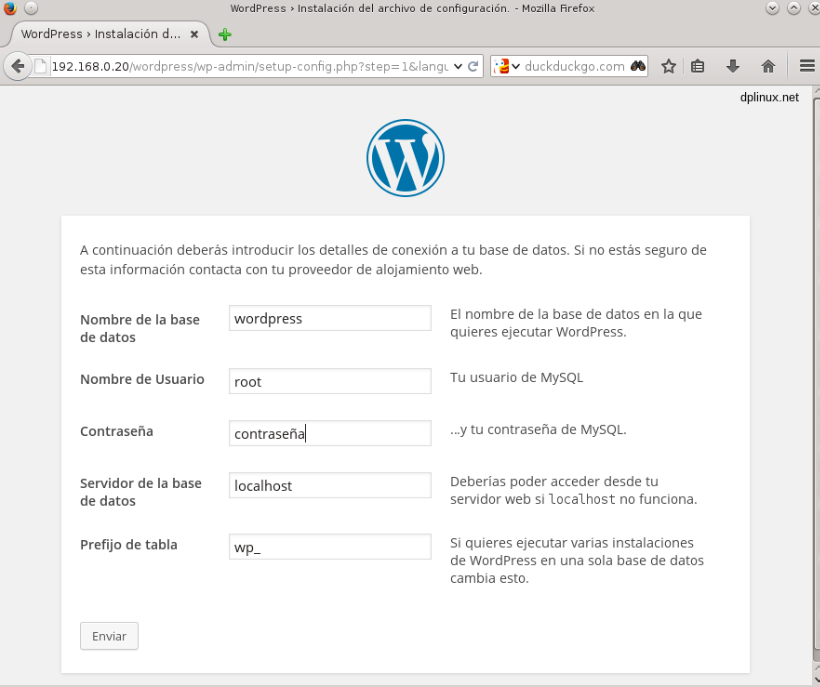 WordPress › Instalación del archivo de configuración. - Mozilla Firefox
WordPress › Instalación d...
192.168.0.20/wordpress/wp-admin/setup-config.php?step=1&langu
duckduckgo.com
dplinux.net
A continuación deberás introducir los detalles de conexión a tu base de datos. Si no estás seguro de
esta información contacta con tu proveedor de alojamiento web.
Nombre de la base
de datos
wordpress
El nombre de la base de datos en la que
quieres ejecutar WordPress.
Nombre de Usuario
root
Tu usuario de MySQL
Contraseña
contraseña
...y tu contraseña de MySQL.
Servidor de la base
de datos
localhost
Deberías poder acceder desde tu
servidor web si localhost no funciona.
Prefijo de tabla
wp_
Si quieres ejecutar varias instalaciones
de WordPress en una sola base de datos
cambia esto.
Enviar